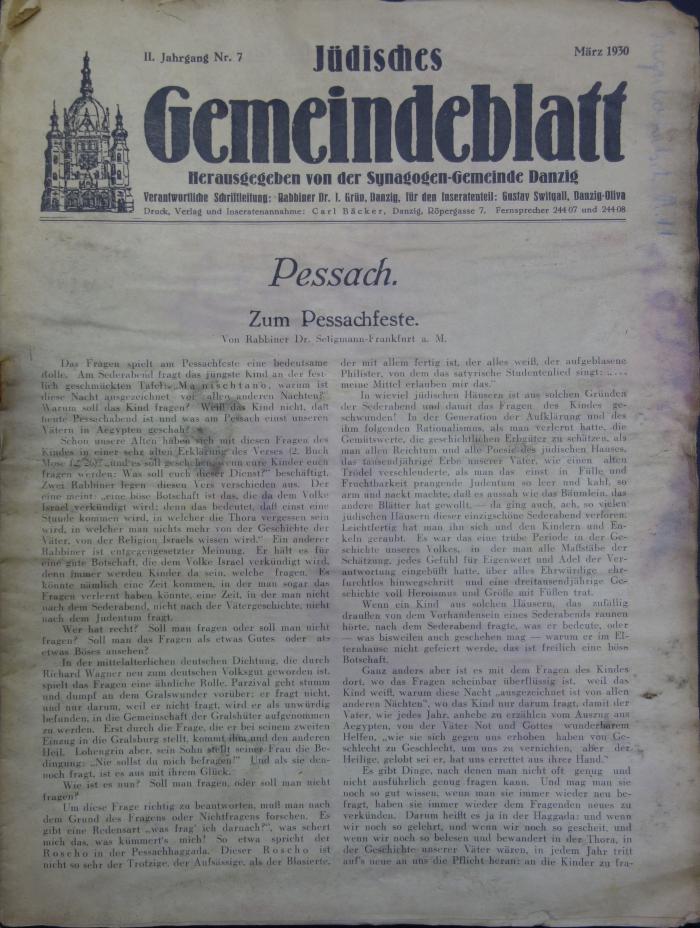 II. Jahrgang Nr. 7
Jüdisches
März 1930
Gemeindeblatt
Herausgegeben von der Synagogen-Gemeinde Danzig
Verantwortliche Schriftleitung: Rabbiner Dr. I. Grün, Danzig, für den Inseratenteil: Gustav Switgall, Danzig-Oliva
Druck, Verlag und Inseratenannahme: Carl Bäcker, Danzig, Röpergasse 7. Fernsprecher 244 07 und 244 08
Pessach.
Zum Pessachfeste.
Von Rabbiner Dr. Seligmann-Frankfurt a. M.
Das Fragen spielt am Pessachfeste eine bedeutsame
Rolle. Am Sederabend fragt das jüngste Kind an der fest-
lich geschmückten Tafel: „Ma nischtano, warum ist
diese Nacht ausgezeichnet vor allen anderen Nächten?“
Warum soll das Kind fragen? Weiß das Kind nicht, daß
heute Pessachabend ist und was am Pessach einst unseren
Vätern in Aegypten geschah?
Schon unsere Alten haben sich mit diesen Fragen des
Kindes in einer sehr alten Erklärung des Verses (2. Buch
Mose 12, 26) „und es soll geschehen, wenn eure Kinder euch
fragen werden: Was soll euch dieser Dienst?“ beschäftigt.
Zwei Rabbiner legen diesen Vers verschieden aus. Der
eine meint: „eine böse Botschaft ist das, die da dem Volke
Israel verkündigt wird; denn das bedeutet, daß einst eine
Stunde kommen wird, in welcher die Thora vergessen sein
wird, in welcher man nichts mehr von der Geschichte der
Väter, von der Religion Israels wissen wird.“ Ein anderer
Rabbiner ist entgegengesetzter Meinung. Er hält es für
eine gute Botschaft, die dem Volke Israel verkündigt wird,
denn immer werden Kinder da sein, welche fragen. Es
könnte nämlich eine Zeit kommen, in der man sogar das
Fragen verlernt haben könnte, eine Zeit, in der man nicht
nach dem Sederabend, nicht nach der Vätergeschichte, nicht
nach dem Judentum fragt.
Wer hat recht? Soll man fragen oder soll man nicht
fragen? Soll man das Fragen als etwas Gutes oder als
etwas Böses ansehen?
In der mittelalterlichen deutschen Dichtung, die durch
Richard Wagner neu zum deutschen Volksgut geworden ist,
spielt das Fragen eine ähnliche Rolle. Parzival geht stumm
und dumpf an dem Gralswunder vorüber; er fragt nicht,
und nur darum, weil er nicht fragt, wird er als unwürdig
befunden, in die Gemeinschaft der Gralshüter aufgenommen
zu werden. Erst durch die Frage, die er bei seinem zweiten
Einzug in die Gralsburg stellt, kommt ihm und den anderen
Heil. Lohengrin aber, sein Sohn stellt seiner Frau die Be-
dingung: „Nie sollst du mich befragen!“ Und als sie den-
noch fragt, ist es aus mit ihrem Glück.
Wie ist es nun? Soll man fragen, oder soll man nicht
fragen?
Um diese Frage richtig zu beantworten, muß man nach
dem Grund des Fragens oder Nichtfragens forschen. Es
gibt eine Redensart „was frag' ich darnach?“, was schert
mich das, was kümmert's mich! So etwa spricht der
Roscho in der Pessachhaggada. Dieser Roscho ist
nicht so sehr der Trotzige, der Aufsässige, als der Blasierte,
der mit allem fertig ist, der alles weiß, der aufgeblasene
Philister, von dem das satyrische Studentenlied singt: „....
meine Mittel erlauben mir das.“
In wieviel jüdischen Häusern ist aus solchen Gründen
der Sederabend und damit das Fragen des Kindes ge-
schwunden! In der Generation der Aufklärung und des
ihm folgenden Rationalismus, als man verlernt hatte, die
Gemütswerte, die geschichtlichen Erbgüter zu schätzen, als
man allen Reichtum und alle Poesie des jüdischen Hauses,
das tausendjährige Erbe unserer Väter, wie einen alten
Trödel verschleuderte, als man das einst in Fülle und
Fruchtbarkeit prangende Judentum so leer und kahl, so
arm und nackt machte, daß es aussah wie das Bäumlein, das
andere Blätter hat gewollt, — da ging auch, ach, so vielen
jüdischen Häusern dieser einzigschöne Sederabend verloren.
Leichtfertig hat man ihn sich und den Kindern und En-
keln geraubt. Es war das eine trübe Periode in der Ge-
schichte unseres Volkes, in der man alle Maßstäbe der
Schätzung, jedes Gefühl für Eigenwert und Adel der Ver-
antwortung eingebüßt hatte, über alles Ehrwürdige ehr-
furchtlos hinwegschritt und eine dreitausendjährige Ge-
schichte voll Heroismus und Größe mit Füßen trat.
Wenn ein Kind aus solchen Häusern, das zufällig
draußen von dem Vorhandensein eines Sederabends raunen
hörte, nach dem Sederabend fragte, was er bedeute, oder
— was bisweilen auch geschehen mag — warum er im El-
ternhause nicht gefeiert werde, das ist freilich eine böse
Botschaft.
Ganz anders aber ist es mit dem Fragen des Kindes
dort, wo das Fragen scheinbar überflüssig ist, weil das
Kind weiß, warum diese Nacht „ausgezeichnet ist von allen
anderen Nächten“, wo das Kind nur darum fragt, damit der
Vater, wie jedes Jahr, anhebe zu erzählen vom Auszug aus
Aegypten, von der Väter Not und Gottes wunderbarem
Helfen, „wie sie sich gegen uns erhoben haben von Ge-
schlecht zu Geschlecht, um uns zu vernichten, aber der
Heilige, gelobt sei er, hat uns errettet aus ihrer Hand.“
Es gibt Dinge, nach denen man nicht oft genug und
nicht ausführlich genug fragen kann. Und mag man sie
noch so gut wissen, wenn man sie immer wieder neu be-
fragt, haben sie immer wieder dem Fragenden neues zu
verkünden. Darum heißt es ja in der Haggada: und wenn
wir noch so gelehrt, und wenn wir noch so gescheit, und
wenn wir noch so belesen und bewandert in der Thora, in
der Geschichte unserer Väter wären, in jedem Jahr tritt
auf's neue an uns die Pflicht heran: an die Kinder zu fra-